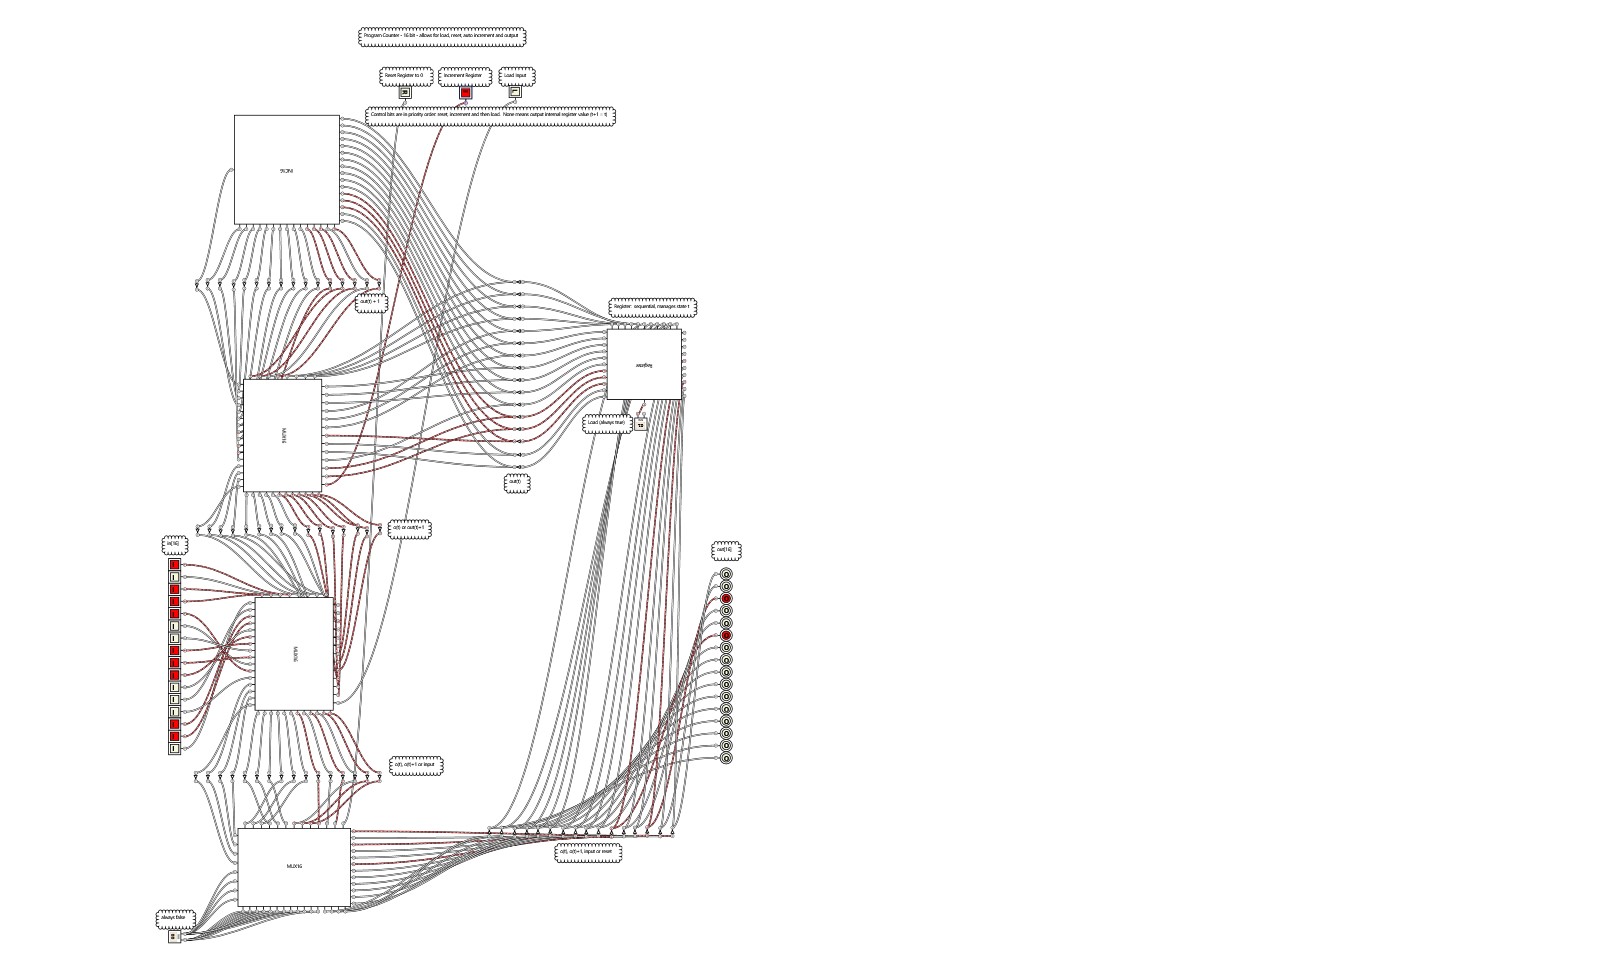 Program Counter - 16 bit - allows for load, reset, auto increment and output
Reset Register to 0
Increment Register
Load Input
Control bits are in priority order: reset, increment and then load. None means output internal register value (t+1 = t)
INC16
out(t) + 1
Register: sequential, manages state t
Register
Load (always true)
MUX16
out(t)
o(t) or out(t)+1
in[16]
out[16]
MUX16
o(t), o(t)+1 or input
MUX16
o(t), o(t)+1, input or reset
always false